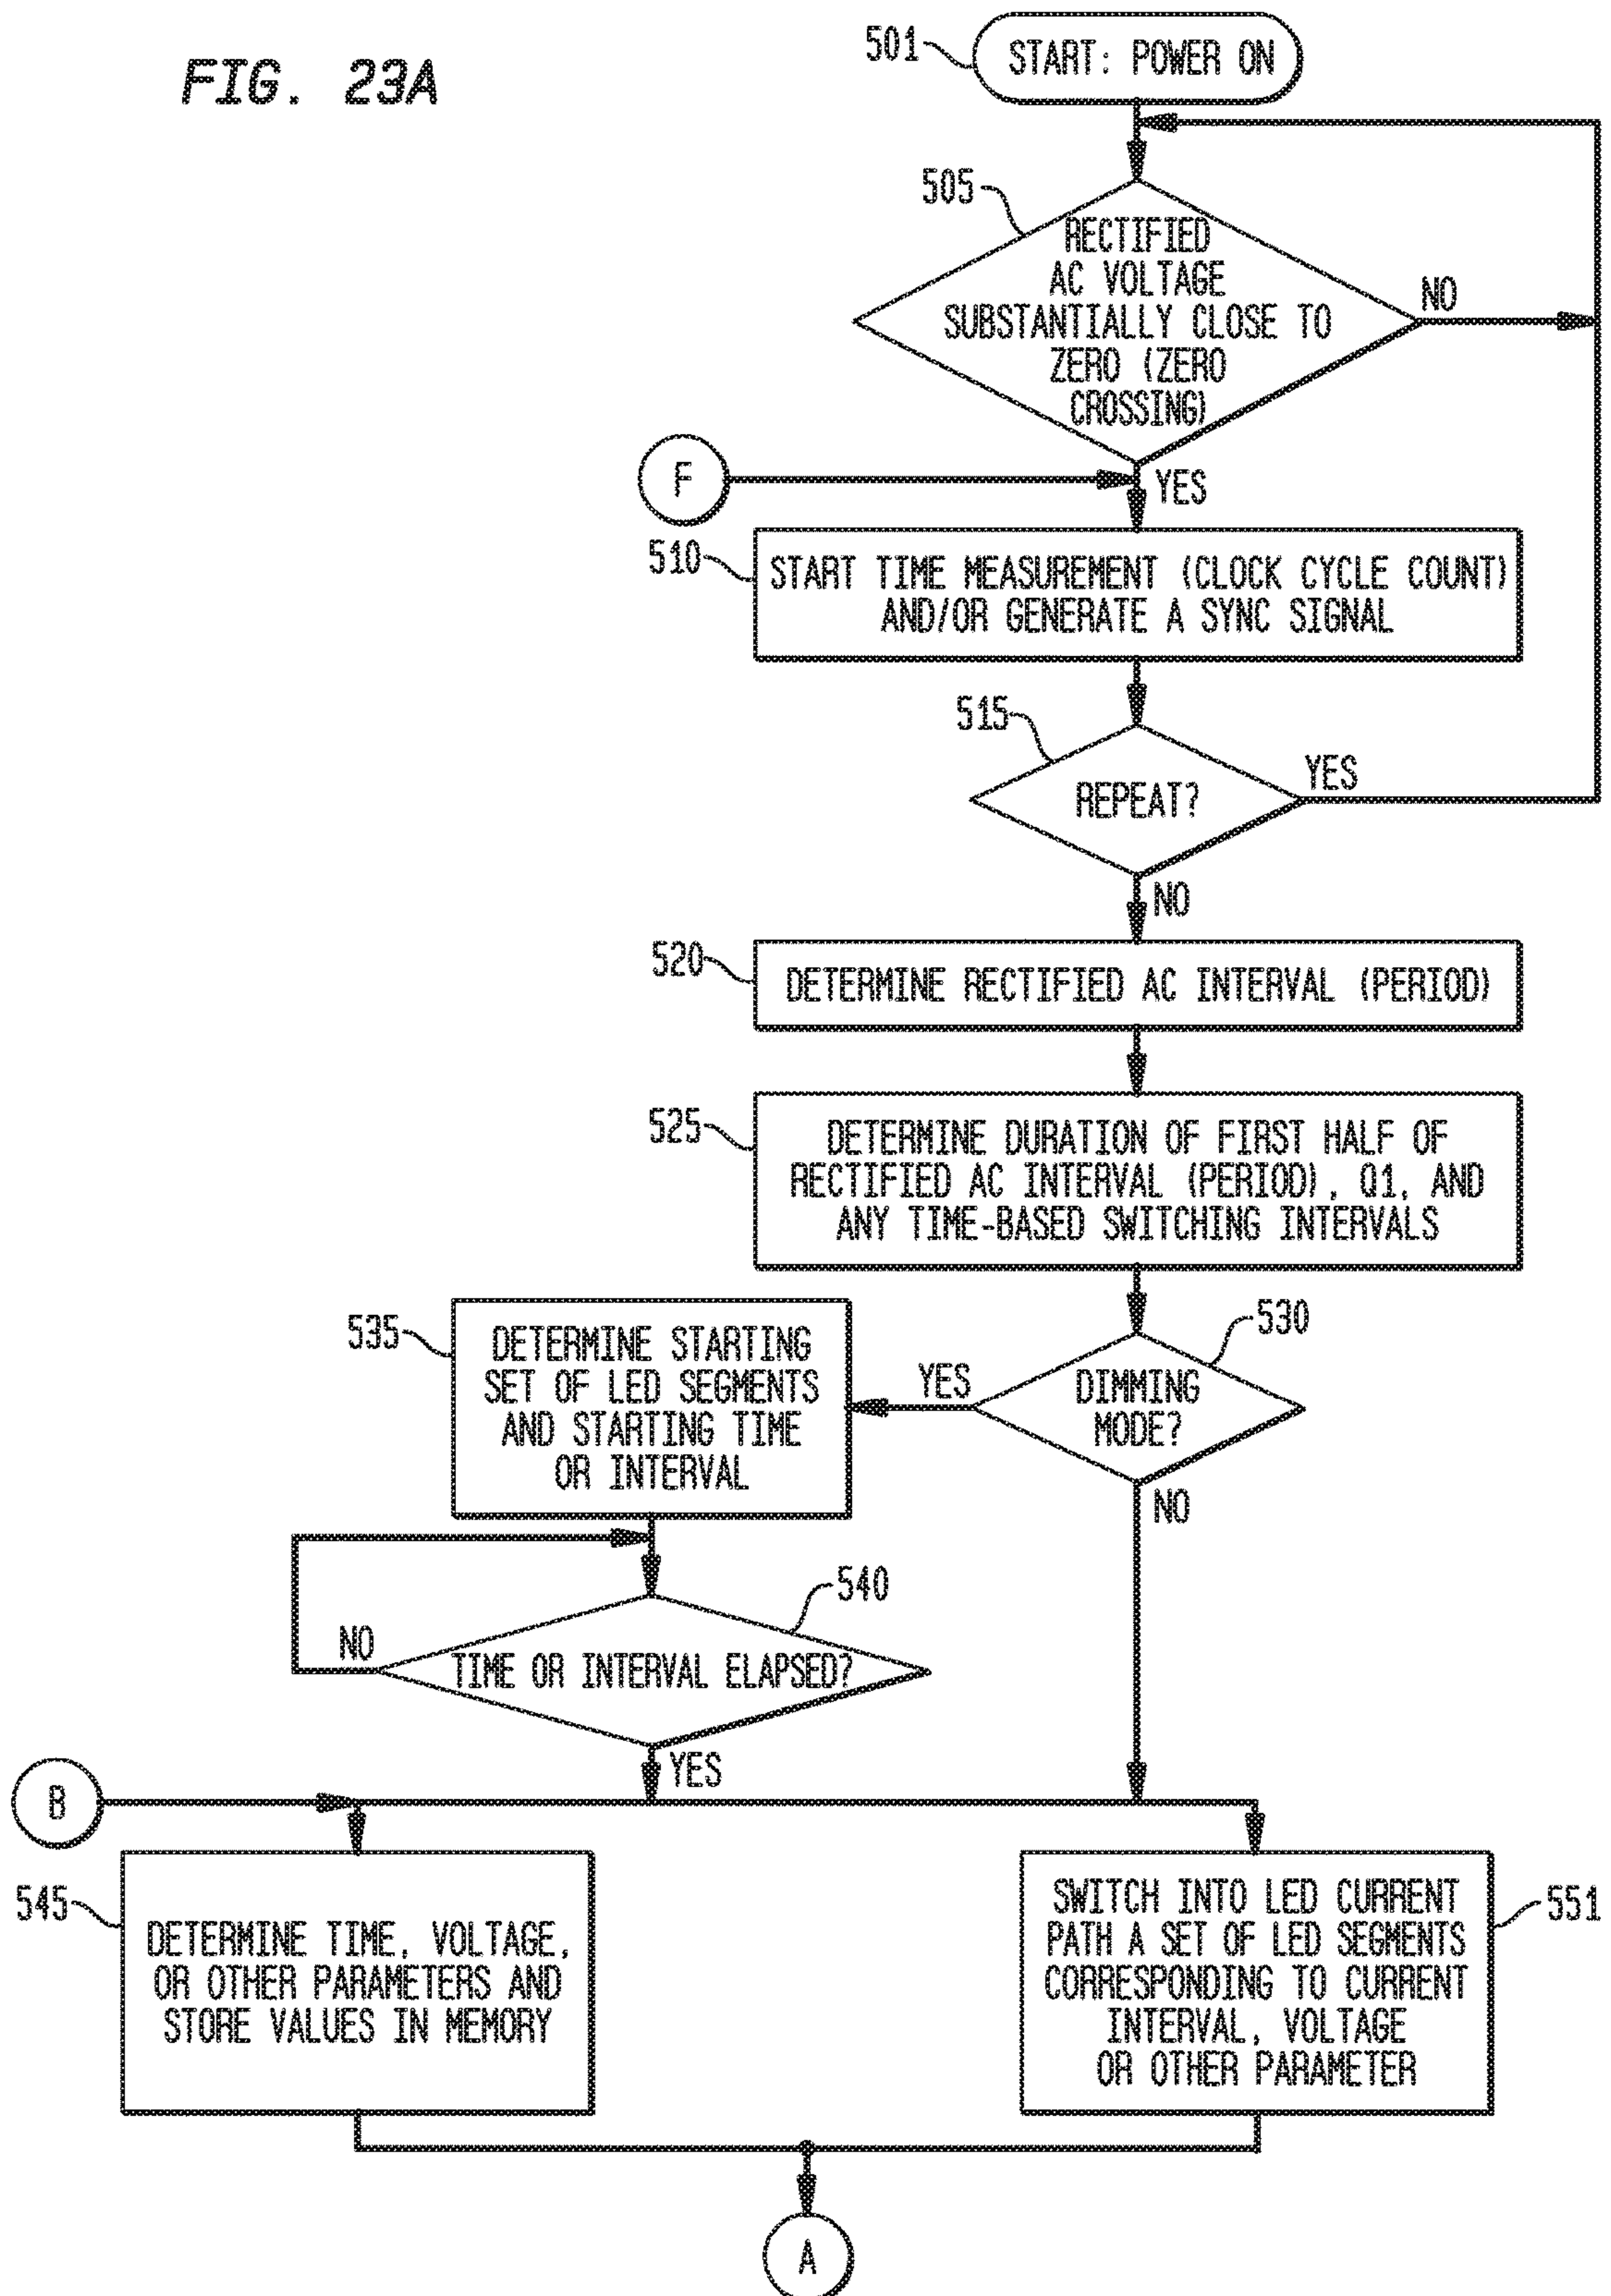 FIG. 23A
501
START: POWER ON
505
RECTIFIED
AC VOLTAGE
SUBSTANTIALLY CLOSE TO
ZERO (ZERO
CROSSING)
NO
F
YES
510
START TIME MEASUREMENT (CLOCK CYCLE COUNT)
AND/OR GENERATE A SYNC SIGNAL
515
REPEAT?
YES
NO
520
DETERMINE RECTIFIED AC INTERVAL (PERIOD)
525
DETERMINE DURATION OF FIRST HALF OF
RECTIFIED AC INTERVAL (PERIOD), Q1, AND
ANY TIME-BASED SWITCHING INTERVALS
530
DIMMING
MODE?
YES
NO
535
DETERMINE STARTING
SET OF LED SEGMENTS
AND STARTING TIME
OR INTERVAL
540
TIME OR INTERVAL ELAPSED?
NO
YES
B
545
DETERMINE TIME, VOLTAGE,
OR OTHER PARAMETERS AND
STORE VALUES IN MEMORY
551
SWITCH INTO LED CURRENT
PATH A SET OF LED SEGMENTS
CORRESPONDING TO CURRENT
INTERVAL, VOLTAGE
OR OTHER PARAMETER
A